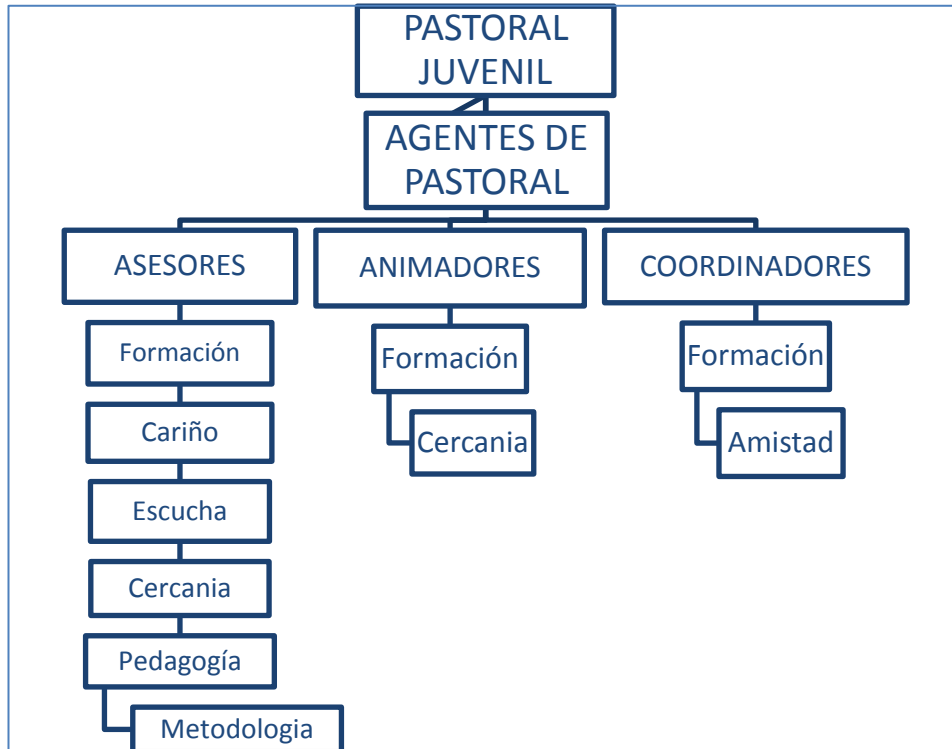 PASTORAL
JUVENIL
AGENTES DE
PASTORAL
ASESORES
ANIMADORES
COORDINADORES
Formación
Cariño
Escucha
Cercania
Pedagogía
Metodologia
Formación
Cercania
Formación
Amistad